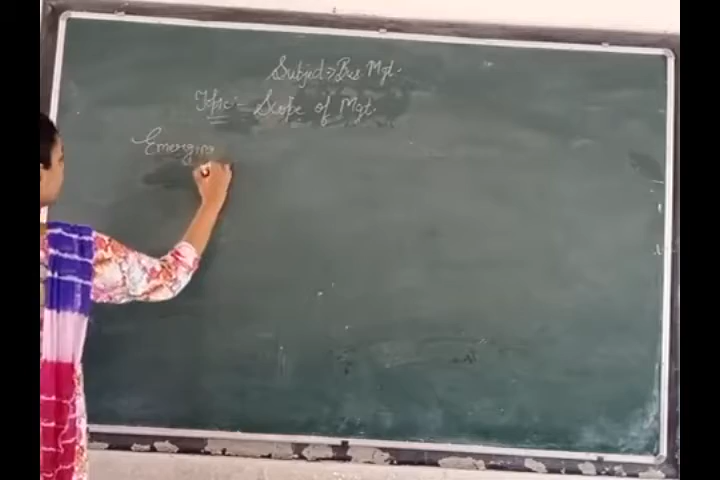 Subject⇒ Bus. Mgt.
Topic:- Scope of Mgt.
Emerging